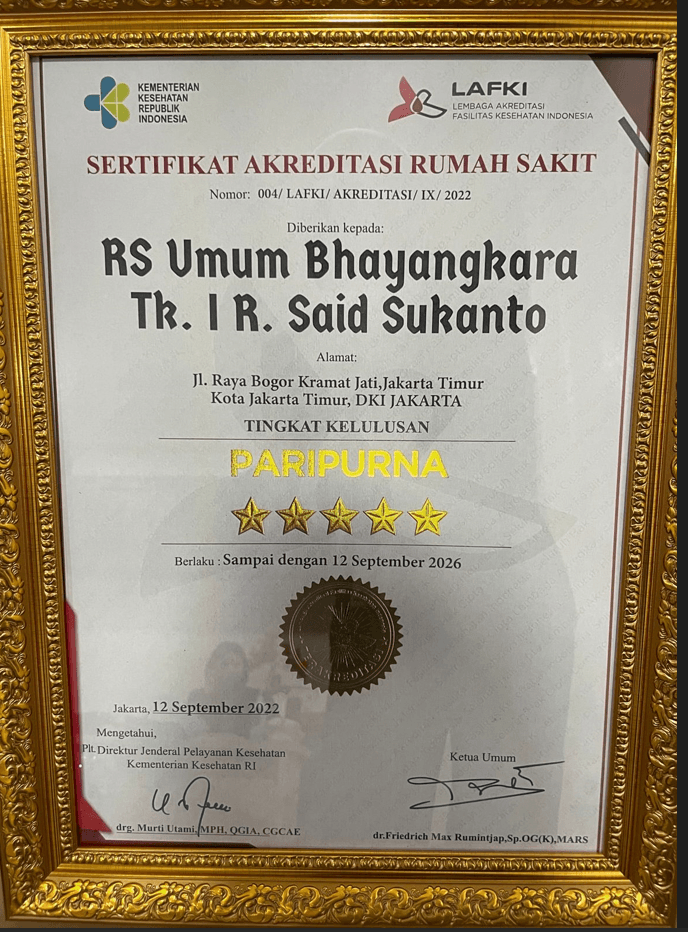 KEMENTERIAN
KESEHATAN
REPUBLIK
INDONESIA
LAFKI
LEMBAGA AKREDITASI
FASILITAS KESEHATAN INDONESIA
SERTIFIKAT AKREDITASI RUMAH SAKIT
Nomor: 004/ LAFKI/ AKREDITASI/ IX/ 2022
Diberikan kepada:
RS Umum Bhayangkara
Tk. I R. Said Sukanto
Alamat:
Jl. Raya Bogor Kramat Jati,Jakarta Timur
Kota Jakarta Timur, DKI JAKARTA
TINGKAT KELULUSAN
PARIPURNA
Berlaku : Sampai dengan 12 September 2026
Jakarta, 12 September 2022
Mengetahui,
Plt. Direktur Jenderal Pelayanan Kesehatan
Kementerian Kesehatan RI
Ketua Umum
drg. Murti Utami, MPH, QGIA, CGCAE
dr.Friedrich Max Rumintjap,Sp.OG(K),MARS